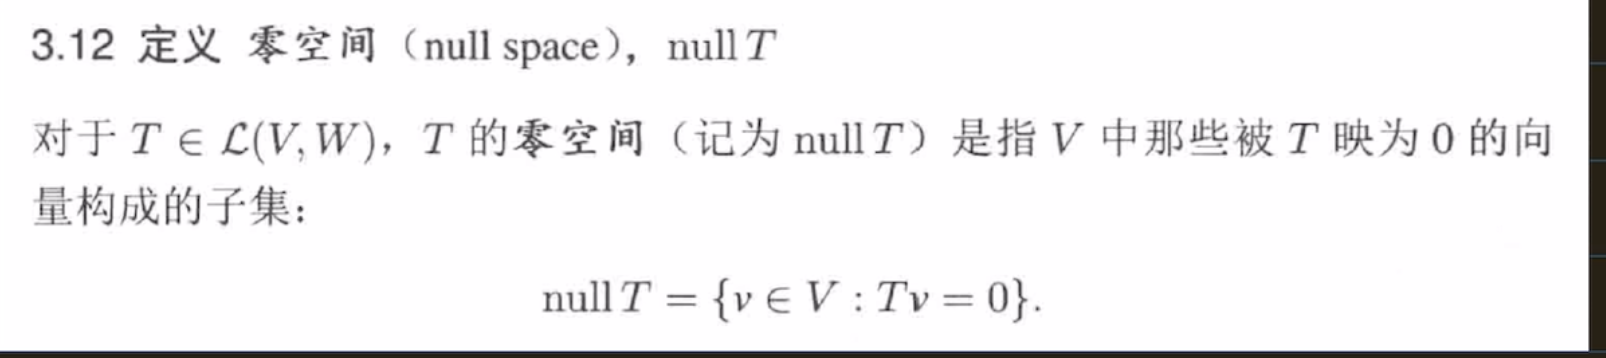 3.12 定义 零空间（null space），null T
对于 T ∈ ℒ(V, W)，T 的零空间（记为 null T）是指 V 中那些被 T 映为 0 的向
量构成的子集：
null T = {v ∈ V : Tv = 0}.